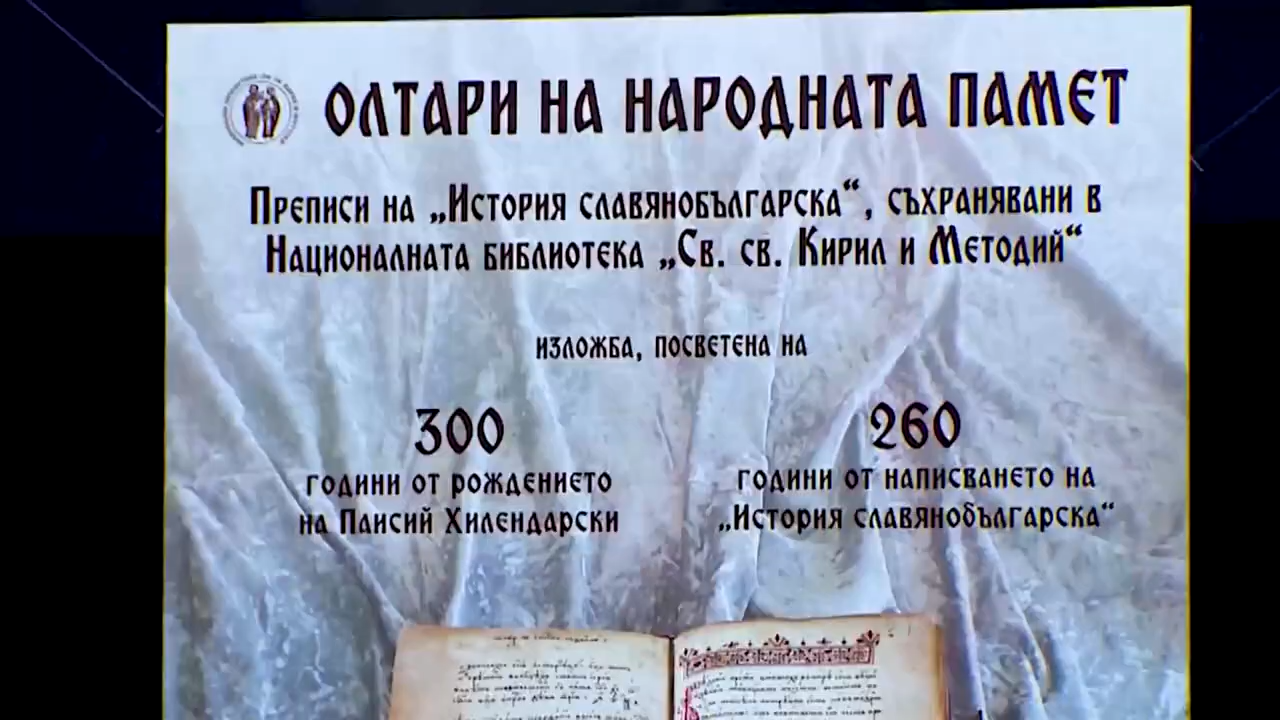 ОЛТАРИ НА НАРОДНАТА ПАМЕТ
Преписи на „История славянобългарска“, съхранявани в
Националната библиотека „Св. св. Кирил и Методий“
изложба, посветена на
300
години от рождението
на Паисий Хилендарски
260
години от написването на
„История славянобългарска“